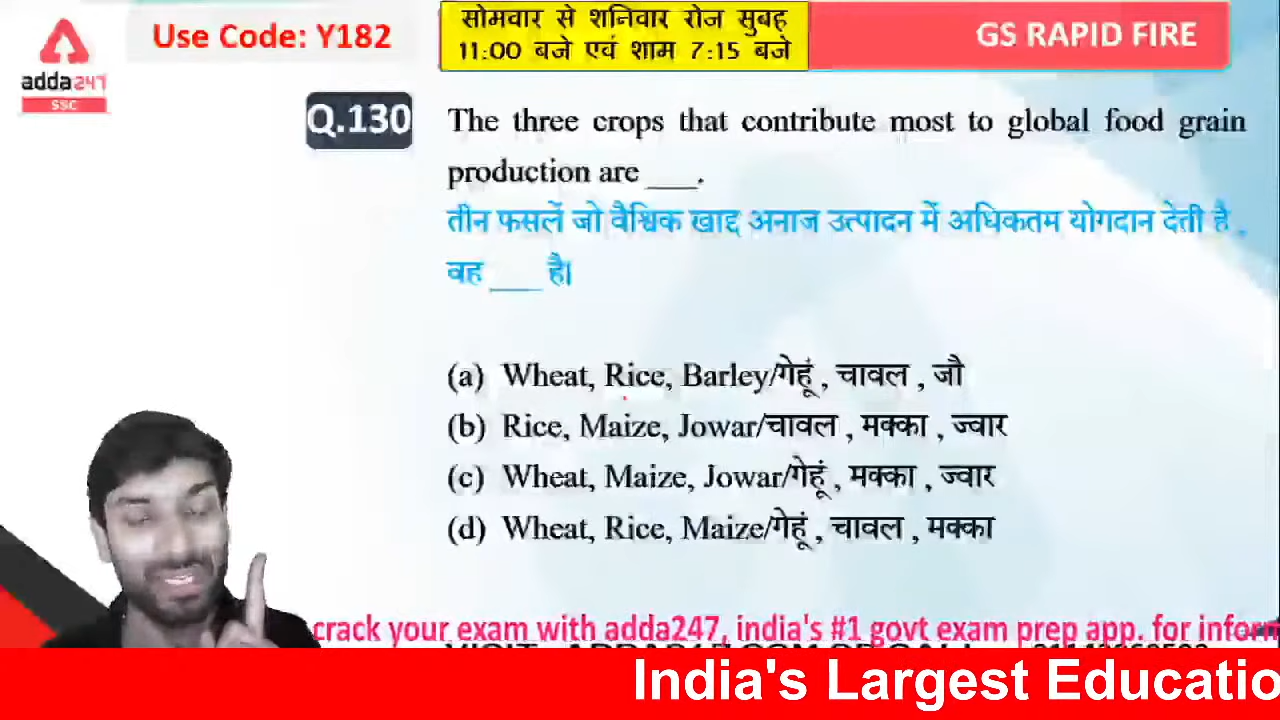 Use Code: Y182
सोमवार से शनिवार रोज सुबह
11:00 बजे एवं शाम 7:15 बजे
GS RAPID FIRE
adda247
SSC
Q.130
The three crops that contribute most to global food grain
production are ___.
तीन फसलें जो वैश्विक खाद्द अनाज उत्पादन में अधिकतम योगदान देती है ,
वह ___ है।
(a) Wheat, Rice, Barley/गेहूं , चावल , जौ
(b) Rice, Maize, Jowar/चावल , मक्का , ज्वार
(c) Wheat, Maize, Jowar/गेहूं , मक्का , ज्वार
(d) Wheat, Rice, Maize/गेहूं , चावल , मक्का
crack your exam with adda247, india's #1 govt exam prep app. for inform
India's Largest Educatio